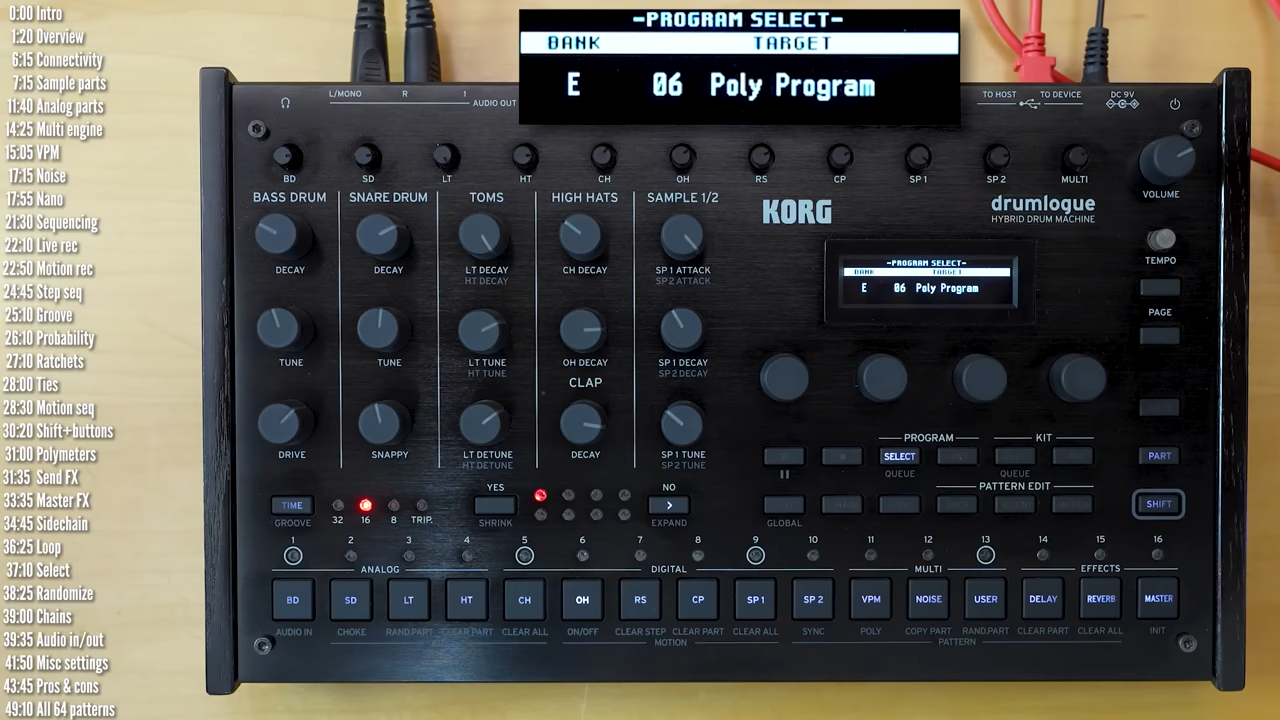 0:00 Intro
1:20 Overview
6:15 Connectivity
7:15 Sample parts
11:40 Analog parts
14:25 Multi engine
15:05 VPM
17:15 Noise
17:55 Nano
21:30 Sequencing
22:10 Live rec
22:50 Motion rec
24:45 Step seq
25:10 Groove
26:10 Probability
27:10 Ratchets
28:00 Ties
28:30 Motion seq
30:20 Shift+buttons
31:00 Polymeters
31:35 Send FX
33:35 Master FX
34:45 Sidechain
36:25 Loop
37:10 Select
38:25 Randomize
39:00 Chains
39:35 Audio in/out
41:50 Misc settings
43:45 Pros & cons
49:10 All 64 patterns
-PROGRAM SELECT-
BANK TARGET
E 06 Poly Program
L/MONO R 1 AUDIO OUT
TO HOST TO DEVICE DC 9V
BD SD LT HT CH OH RS CP SP 1 SP 2 MULTI
VOLUME
BASS DRUM SNARE DRUM TOMS HIGH HATS SAMPLE 1/2
KORG
drumlogue
HYBRID DRUM MACHINE
DECAY DECAY LT DECAY CH DECAY SP 1 ATTACK
HT DECAY SP 2 ATTACK
TEMPO
-PROGRAM SELECT-
BANK TARGET
E 06 Poly Program
PAGE
TUNE TUNE LT TUNE OH DECAY SP 1 DECAY
HT TUNE SP 2 DECAY
CLAP
DRIVE SNAPPY LT DETUNE DECAY SP 1 TUNE
HT DETUNE SP 2 TUNE
PROGRAM KIT
SELECT PART
QUEUE QUEUE
PATTERN EDIT
YES NO
TIME > SHIFT
GROOVE 32 16 8 TRIP. SHRINK EXPAND GLOBAL
1 2 3 4 5 6 7 8 9 10 11 12 13 14 15 16
ANALOG DIGITAL MULTI EFFECTS
BD SD LT HT CH OH RS CP SP 1 SP 2 VPM NOISE USER DELAY REVERB MASTER
AUDIO IN CHOKE RAND.PART CLEAR PART CLEAR ALL ON/OFF CLEAR STEP CLEAR PART CLEAR ALL SYNC POLY COPY PART RAND.PART CLEAR PART CLEAR ALL INIT
MOTION PATTERN